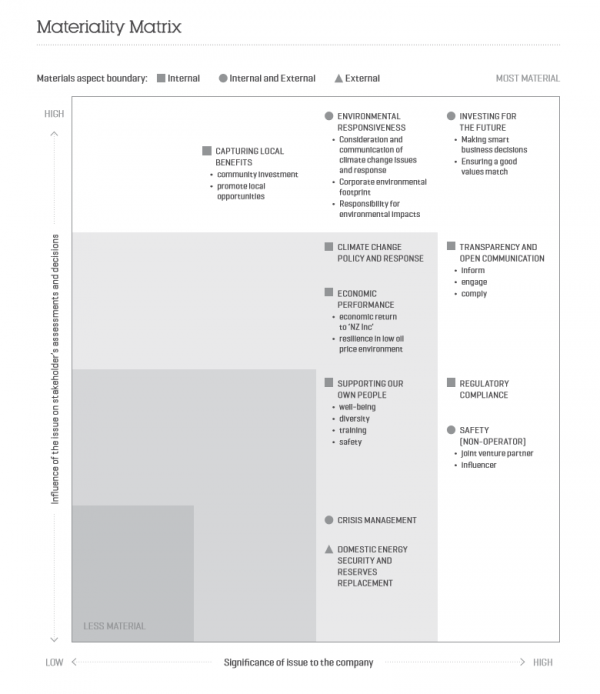 Materiality Matrix
Materials aspect boundary: Internal Internal and External External MOST MATERIAL
HIGH
CAPTURING LOCAL
BENEFITS
• community investment
• promote local
opportunities
ENVIRONMENTAL
RESPONSIVENESS
• Consideration and
communication of
climate change issues
and response
• Corporate environmental
footprint
• Responsibility for
environmental impacts
INVESTING FOR
THE FUTURE
• Making smart
business decisions
• Ensuring a good
values match
CLIMATE CHANGE
POLICY AND RESPONSE
ECONOMIC
PERFORMANCE
• economic return
to 'NZ Inc'
• resilience in low oil
price environment
TRANSPARENCY AND
OPEN COMMUNICATION
• inform
• engage
• comply
SUPPORTING OUR
OWN PEOPLE
• well-being
• diversity
• training
• safety
REGULATORY
COMPLIANCE
SAFETY
(NON-OPERATOR)
• joint venture partner
• influencer
CRISIS MANAGEMENT
DOMESTIC ENERGY
SECURITY AND
RESERVES
REPLACEMENT
LESS MATERIAL
Influence of the issue on stakeholder's assessments and decisions
LOW Significance of issue to the company HIGH